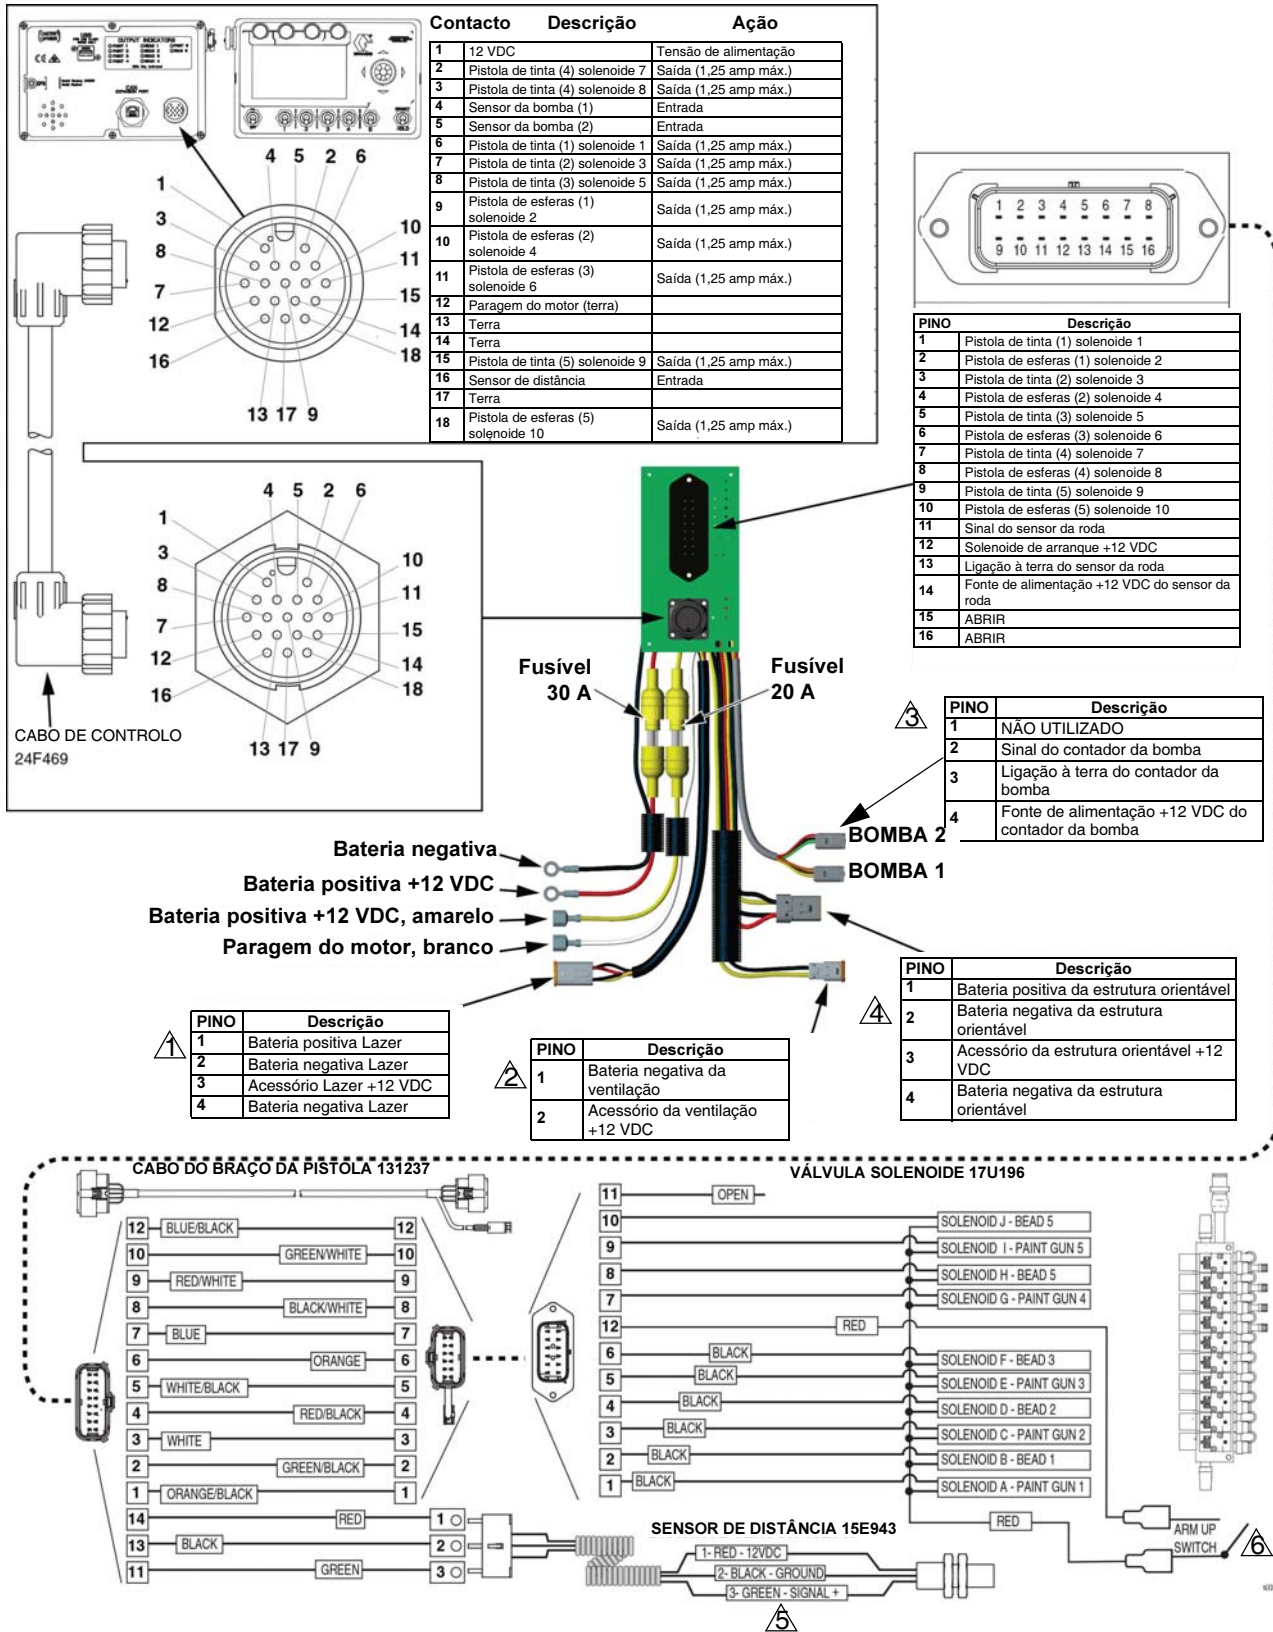 OUTPUT INDICATORS
Contacto Descrição Ação
1 12 VDC Tensão de alimentação
2 Pistola de tinta (4) solenoide 7 Saída (1,25 amp máx.)
3 Pistola de tinta (4) solenoide 8 Saída (1,25 amp máx.)
4 Sensor da bomba (1) Entrada
5 Sensor da bomba (2) Entrada
6 Pistola de tinta (1) solenoide 1 Saída (1,25 amp máx.)
7 Pistola de tinta (2) solenoide 3 Saída (1,25 amp máx.)
8 Pistola de tinta (3) solenoide 5 Saída (1,25 amp máx.)
9 Pistola de esferas (1)
solenoide 2 Saída (1,25 amp máx.)
10 Pistola de esferas (2)
solenoide 4 Saída (1,25 amp máx.)
11 Pistola de esferas (3)
solenoide 6 Saída (1,25 amp máx.)
12 Paragem do motor (terra)
13 Terra
14 Terra
15 Pistola de tinta (5) solenoide 9 Saída (1,25 amp máx.)
16 Sensor de distância Entrada
17 Terra
18 Pistola de esferas (5)
solenoide 10 Saída (1,25 amp máx.)
4 5 2 6
1
3
8
7
12
16
10
11
15
14
18
13 17 9
4 5 2 6
1
3
8
7
12
16
10
11
15
14
18
13 17 9
CABO DE CONTROLO
24F469
1 2 3 4 5 6 7 8
9 10 11 12 13 14 15 16
PINO Descrição
1 Pistola de tinta (1) solenoide 1
2 Pistola de esferas (1) solenoide 2
3 Pistola de tinta (2) solenoide 3
4 Pistola de esferas (2) solenoide 4
5 Pistola de tinta (3) solenoide 5
6 Pistola de esferas (3) solenoide 6
7 Pistola de tinta (4) solenoide 7
8 Pistola de esferas (4) solenoide 8
9 Pistola de tinta (5) solenoide 9
10 Pistola de esferas (5) solenoide 10
11 Sinal do sensor da roda
12 Solenoide de arranque +12 VDC
13 Ligação à terra do sensor da roda
14 Fonte de alimentação +12 VDC do sensor da
roda
15 ABRIR
16 ABRIR
Fusível
30 A
Fusível
20 A
3
PINO Descrição
1 NÃO UTILIZADO
2 Sinal do contador da bomba
3 Ligação à terra do contador da
bomba
4 Fonte de alimentação +12 VDC do
contador da bomba
BOMBA 2
BOMBA 1
Bateria negativa
Bateria positiva +12 VDC
Bateria positiva +12 VDC, amarelo
Paragem do motor, branco
1
PINO Descrição
1 Bateria positiva Lazer
2 Bateria negativa Lazer
3 Acessório Lazer +12 VDC
4 Bateria negativa Lazer
2
PINO Descrição
1 Bateria negativa da
ventilação
2 Acessório da ventilação
+12 VDC
4
PINO Descrição
1 Bateria positiva da estrutura orientável
2 Bateria negativa da estrutura
orientável
3 Acessório da estrutura orientável +12
VDC
4 Bateria negativa da estrutura
orientável
CABO DO BRAÇO DA PISTOLA 131237
12 BLUE/BLACK 12
10 GREEN/WHITE 10
9 RED/WHITE 9
8 BLACK/WHITE 8
7 BLUE 7
6 ORANGE 6
5 WHITE/BLACK 5
4 RED/BLACK 4
3 WHITE 3
2 GREEN/BLACK 2
1 ORANGE/BLACK 1
14 RED 1
13 BLACK 2
11 GREEN 3
VÁLVULA SOLENOIDE 17U196
11 OPEN
10 SOLENOID J - BEAD 5
9 SOLENOID I - PAINT GUN 5
8 SOLENOID H - BEAD 5
7 SOLENOID G - PAINT GUN 4
12 RED
6 BLACK SOLENOID F - BEAD 3
5 BLACK SOLENOID E - PAINT GUN 3
4 BLACK SOLENOID D - BEAD 2
3 BLACK SOLENOID C - PAINT GUN 2
2 BLACK SOLENOID B - BEAD 1
1 BLACK SOLENOID A - PAINT GUN 1
RED
ARM UP
SWITCH
6
SENSOR DE DISTÂNCIA 15E943
1- RED - 12VDC
2- BLACK - GROUND
3- GREEN - SIGNAL +
5